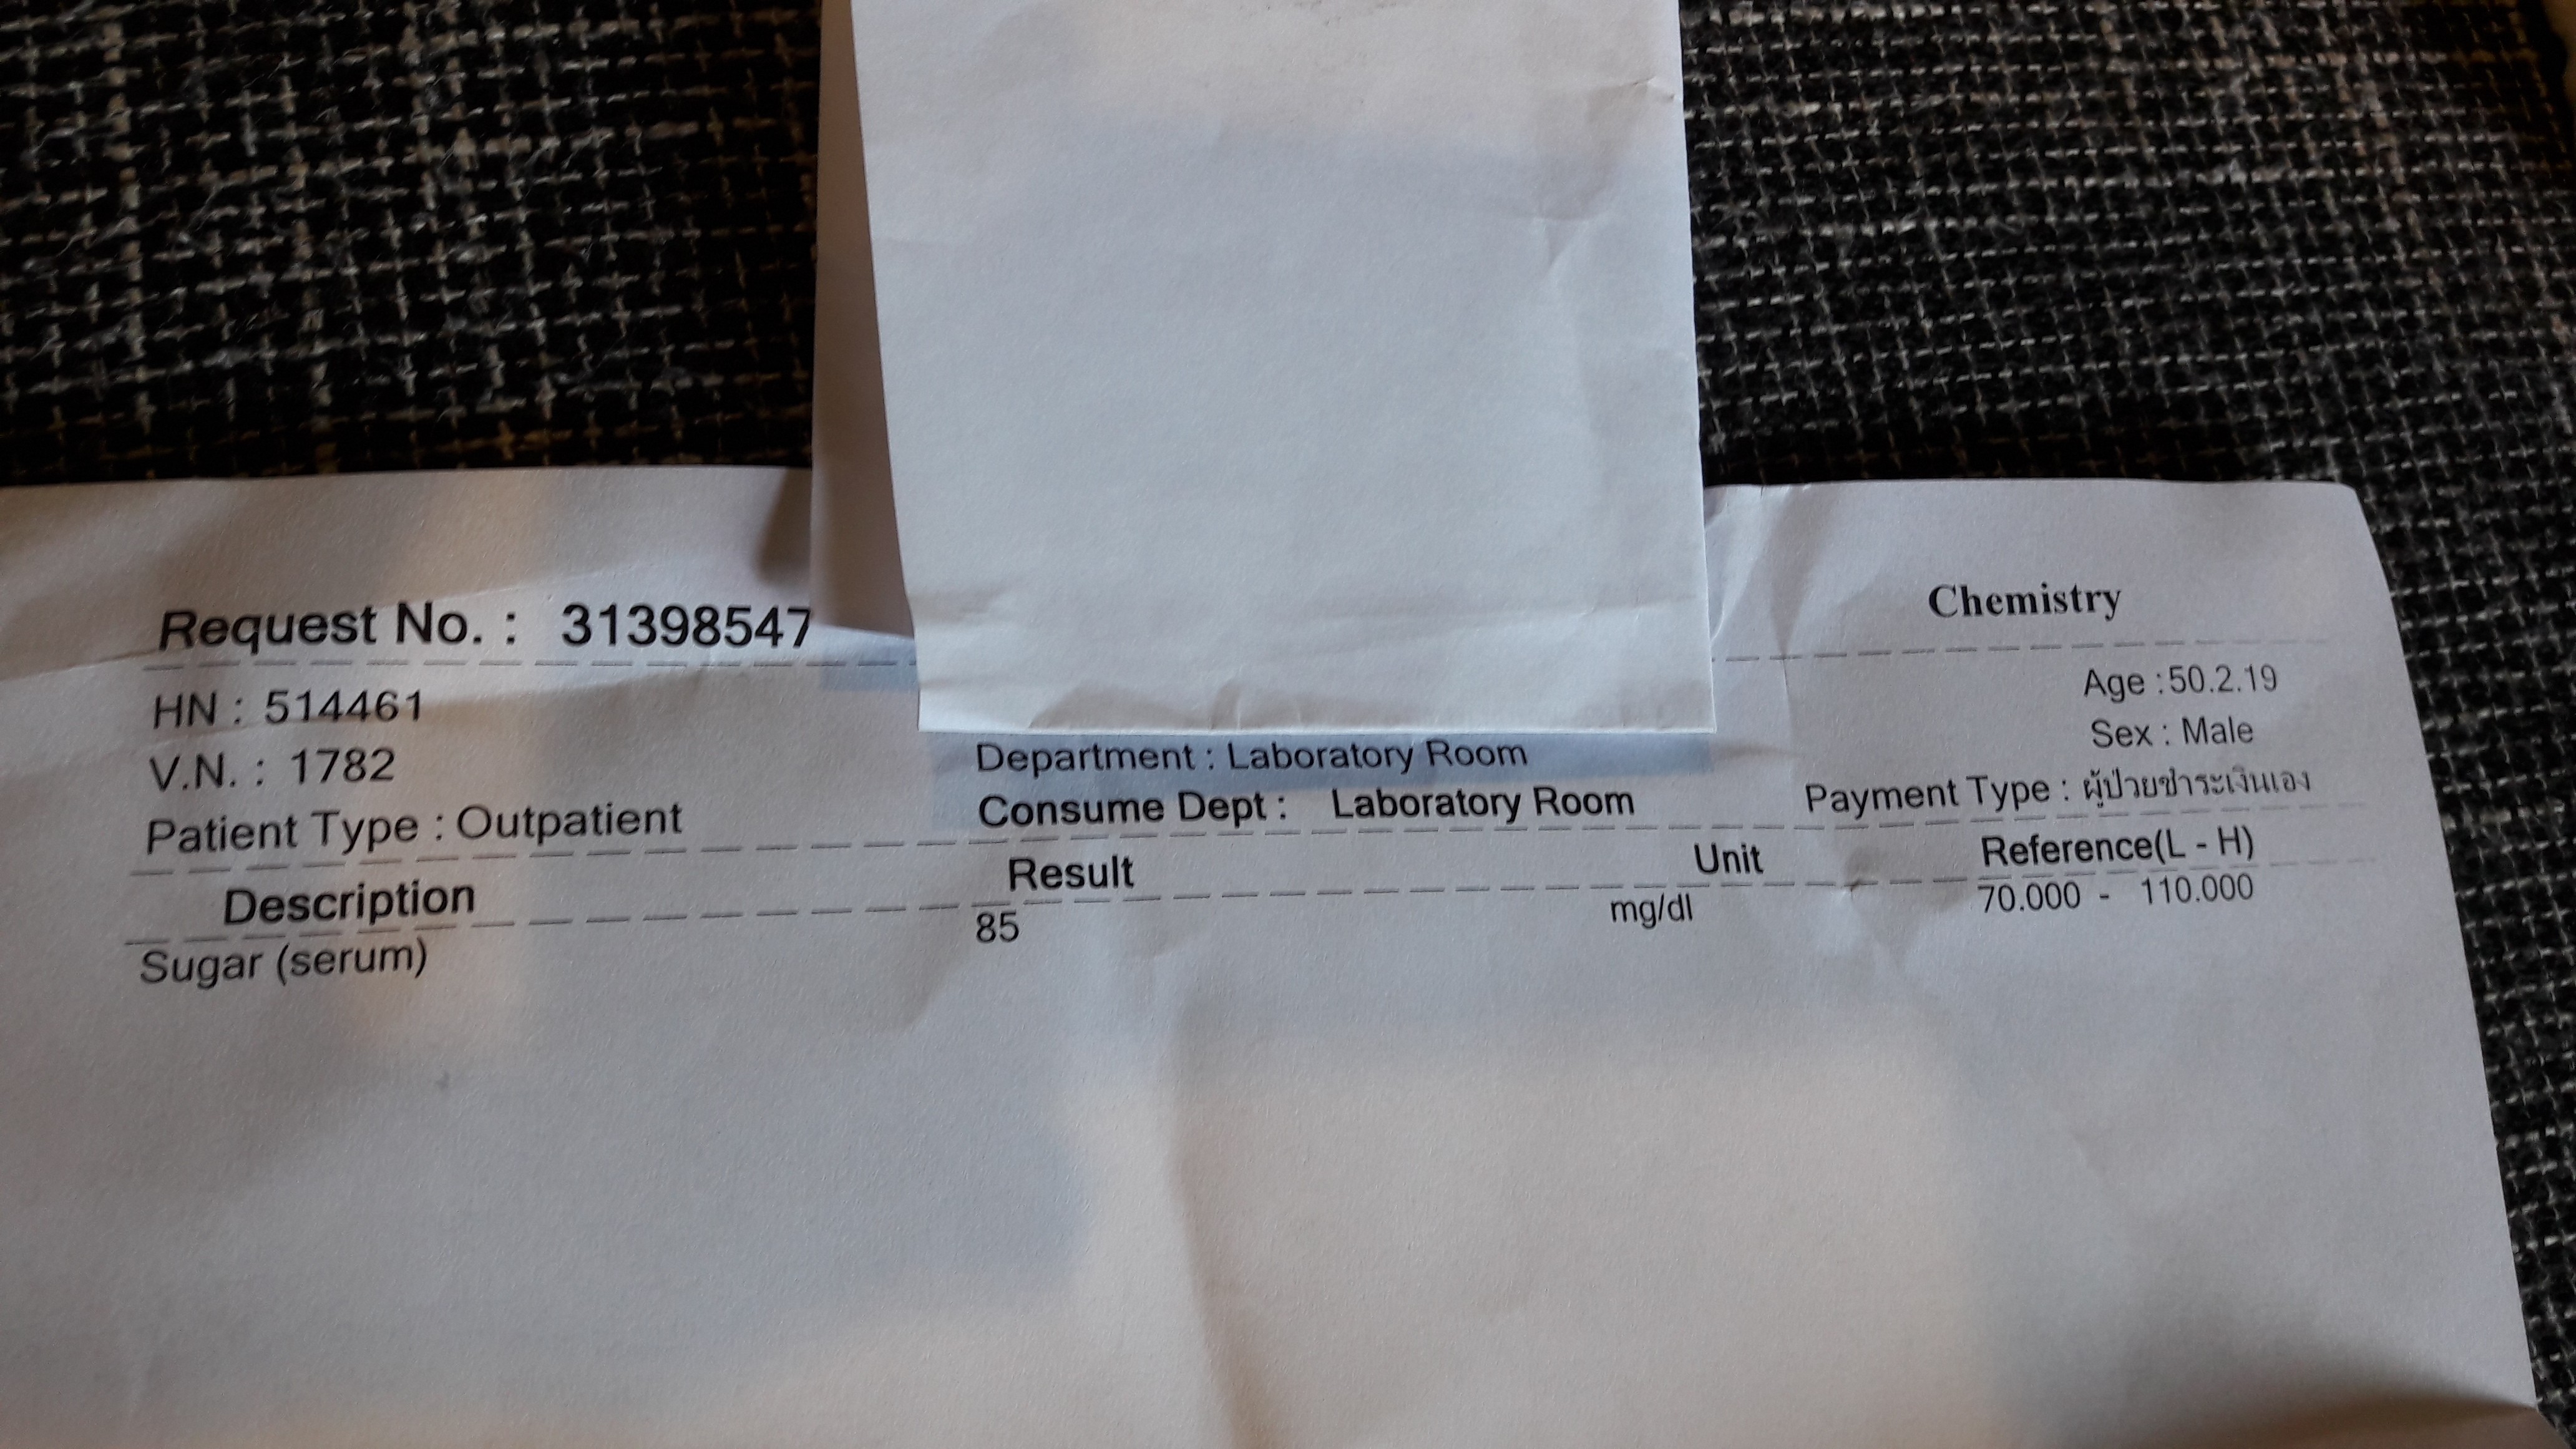 Request No. : 31398547
Chemistry
HN : 514461
Age : 50.2.19
V.N. : 1782
Department : Laboratory Room
Sex : Male
Patient Type : Outpatient
Consume Dept : Laboratory Room
Payment Type : ผู้ป่วยชำระเงินเอง
Description Result Unit Reference(L - H)
Sugar (serum) 85 mg/dl 70.000 - 110.000